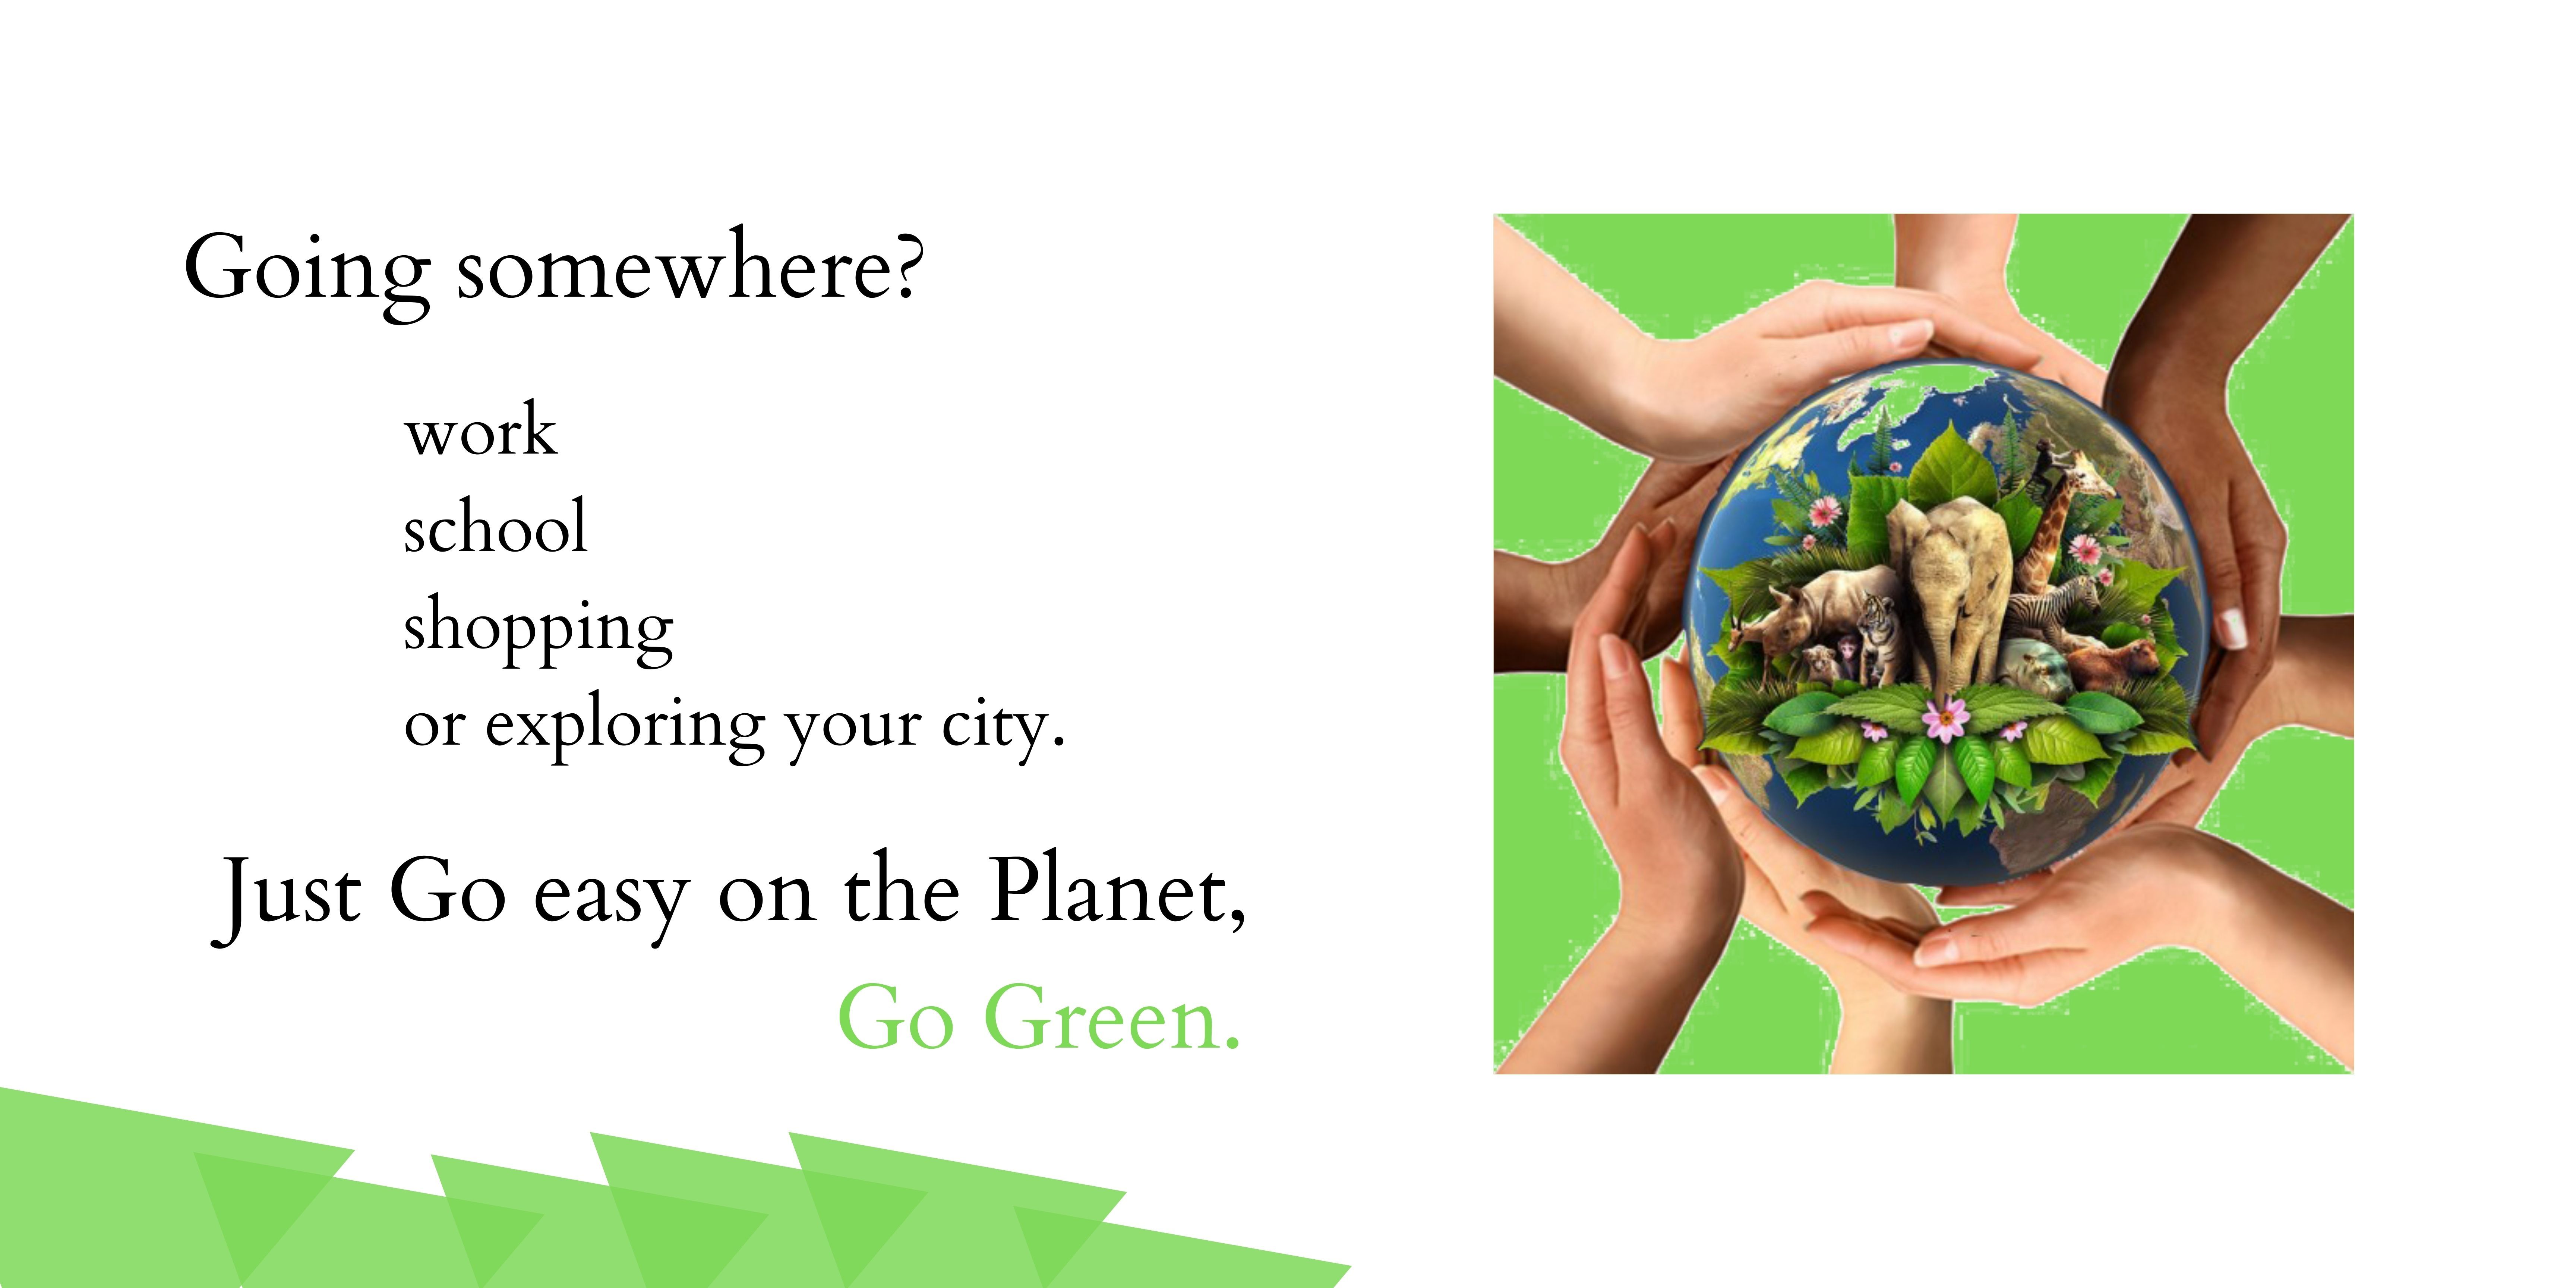 Going somewhere?
work
school
shopping
or exploring your city.
Just Go easy on the Planet,
Go Green.